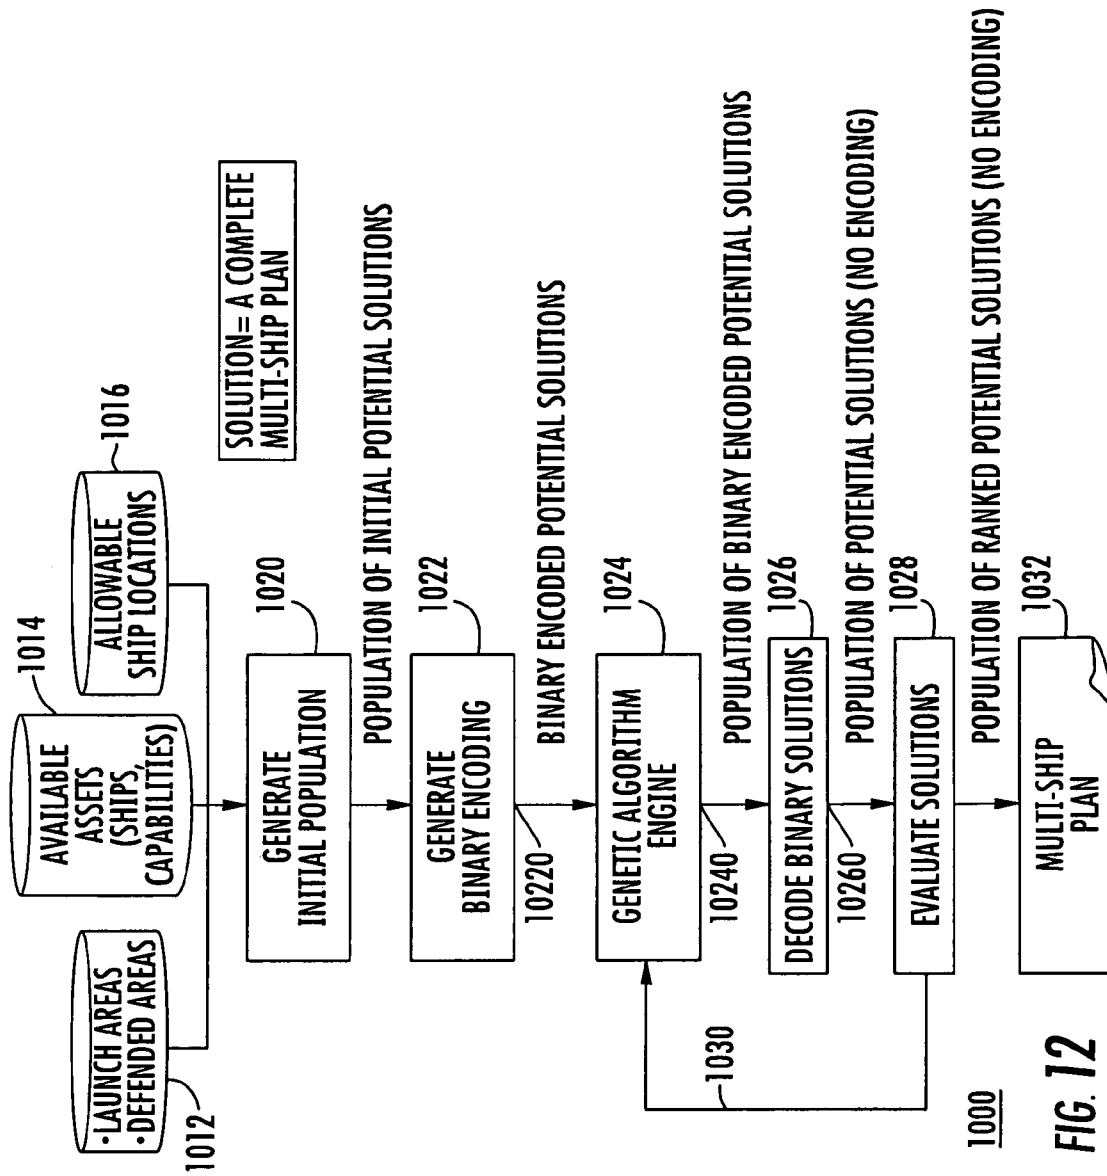 •LAUNCH AREAS
•DEFENDED AREAS
1012
AVAILABLE
ASSETS
(SHIPS,
CAPABILITIES)
1014
ALLOWABLE
SHIP LOCATIONS
1016
SOLUTION= A COMPLETE
MULTI-SHIP PLAN
GENERATE
INITIAL POPULATION
1020
POPULATION OF INITIAL POTENTIAL SOLUTIONS
GENERATE
BINARY ENCODING
1022
10220
BINARY ENCODED POTENTIAL SOLUTIONS
GENETIC ALGORITHM
ENGINE
1024
10240
POPULATION OF BINARY ENCODED POTENTIAL SOLUTIONS
DECODE BINARY SOLUTIONS
1026
10260
POPULATION OF POTENTIAL SOLUTIONS (NO ENCODING)
EVALUATE SOLUTIONS
1028
1030
POPULATION OF RANKED POTENTIAL SOLUTIONS (NO ENCODING)
MULTI-SHIP
PLAN
1032
1000
FIG. 12